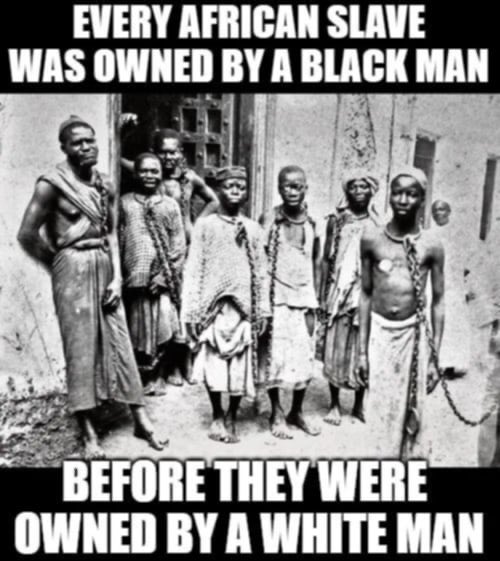 EVERY AFRICAN SLAVE
WAS OWNED BY A BLACK MAN
BEFORE THEY WERE
OWNED BY A WHITE MAN